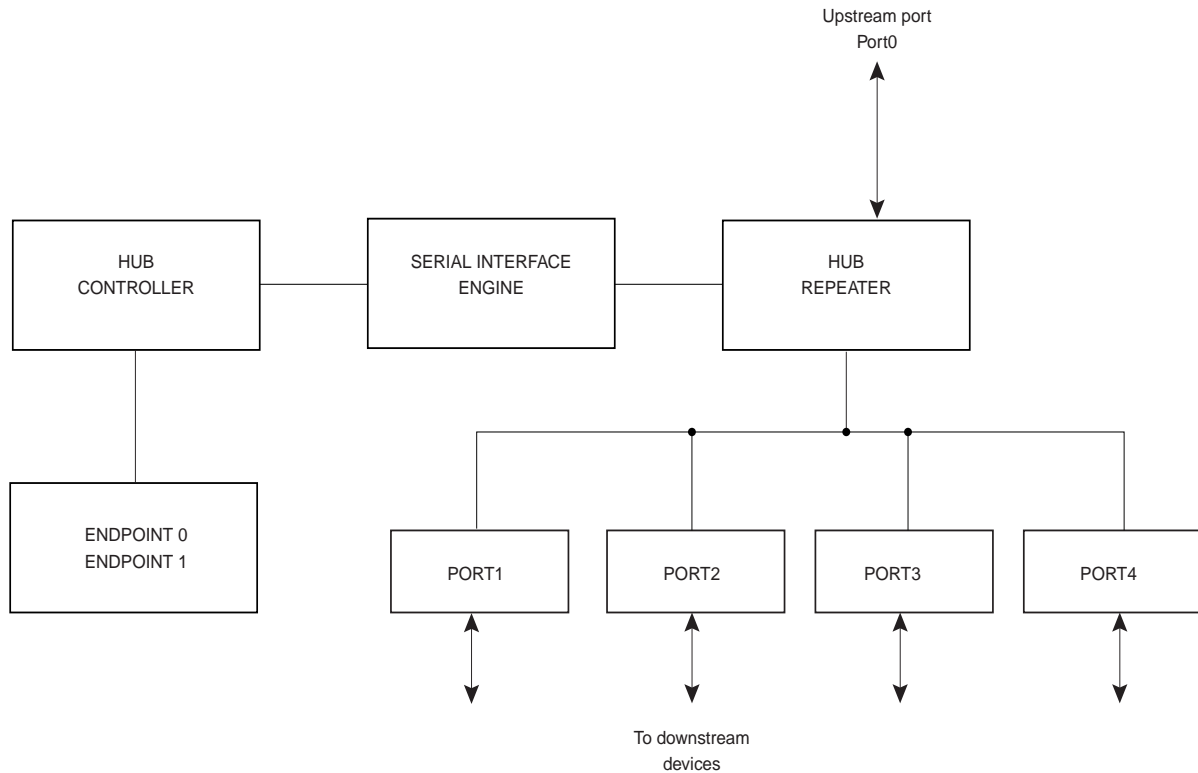 Upstream port
Port0
HUB
CONTROLLER
SERIAL INTERFACE
ENGINE
HUB
REPEATER
ENDPOINT 0
ENDPOINT 1
PORT1
PORT2
PORT3
PORT4
To downstream
devices